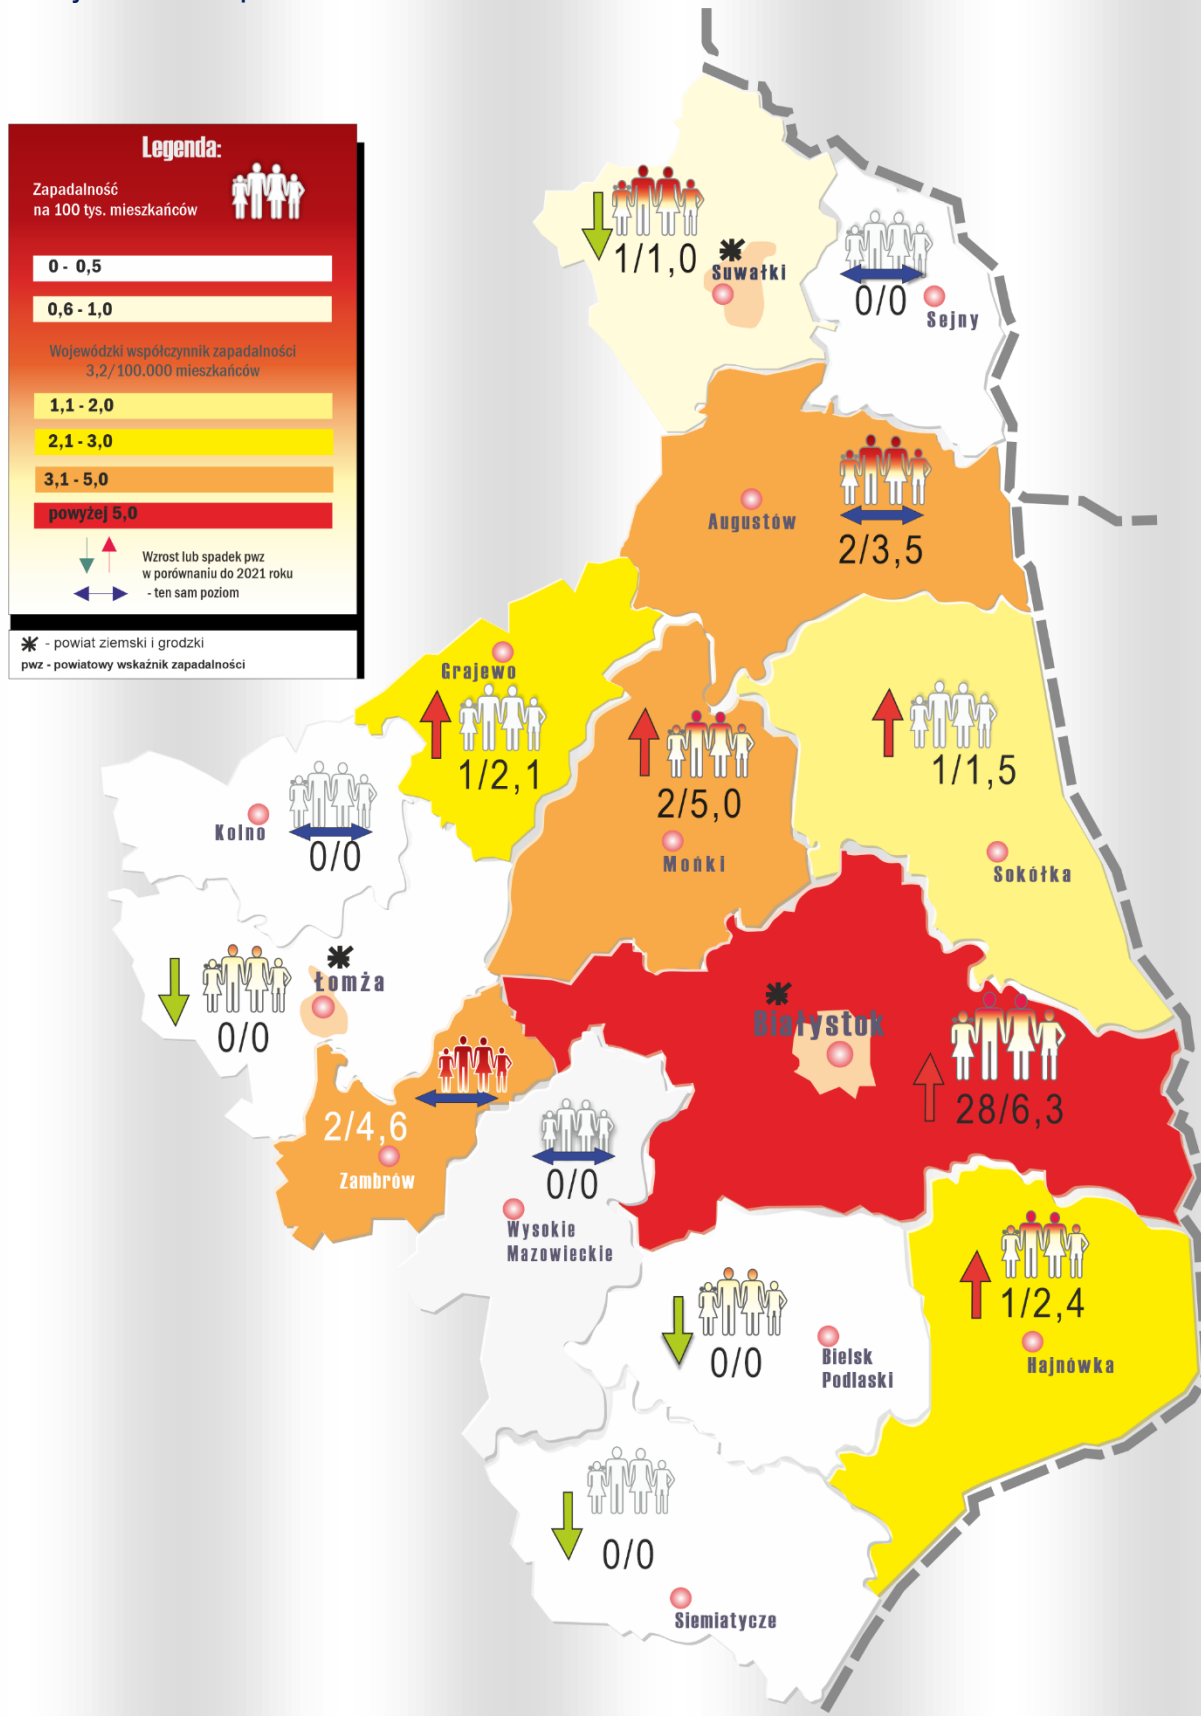 Legenda:
Zapadalność
na 100 tys. mieszkańców
0 - 0,5
0,6 - 1,0
Wojewódzki współczynnik zapadalności
3,2/100.000 mieszkańców
1,1 - 2,0
2,1 - 3,0
3,1 - 5,0
powyżej 5,0
Wzrost lub spadek pwz
w porównaniu do 2021 roku
- ten sam poziom
- powiat ziemski i grodzki
pwz - powiatowy wskaźnik zapadalności
1/1,0
Suwałki
0/0
Sejny
Augustów
2/3,5
Grajewo
1/2,1
2/5,0
Mońki
1/1,5
Sokółka
Kolno
0/0
Łomża
0/0
Białystok
28/6,3
2/4,6
Zambrów
0/0
Wysokie
Mazowieckie
1/2,4
Hajnówka
0/0
Bielsk
Podlaski
0/0
Siemiatycze